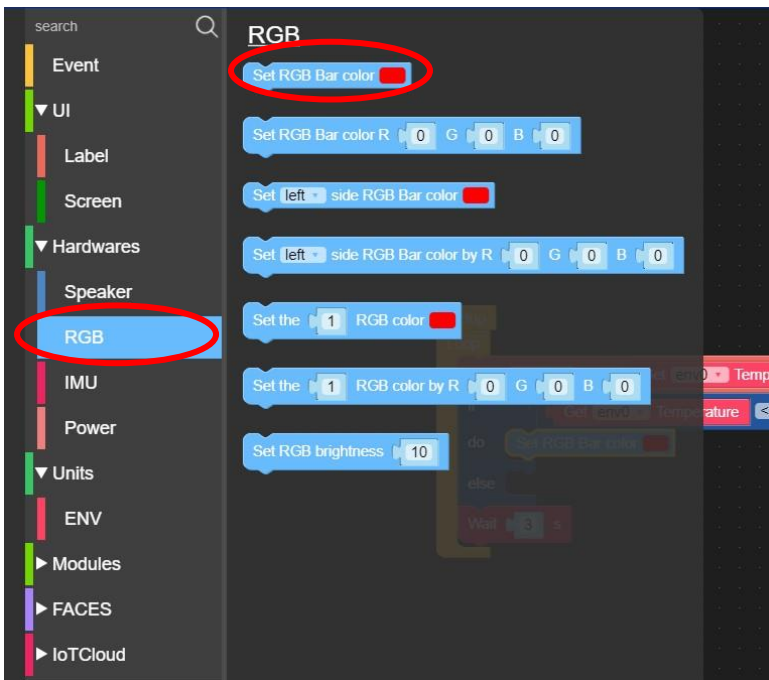 search
Event
UI
Label
Screen
Hardwares
Speaker
RGB
IMU
Power
Units
ENV
Modules
FACES
IoTCloud
RGB
Set RGB Bar color
Set RGB Bar color R 0 G 0 B 0
Set left side RGB Bar color
Set left side RGB Bar color by R 0 G 0 B 0
Set the 1 RGB color
Set the 1 RGB color by R 0 G 0 B 0
Set RGB brightness 10
env0 Temp
Get env0 Temperature <
do Set RGB Bar color
else
Wait 3 s